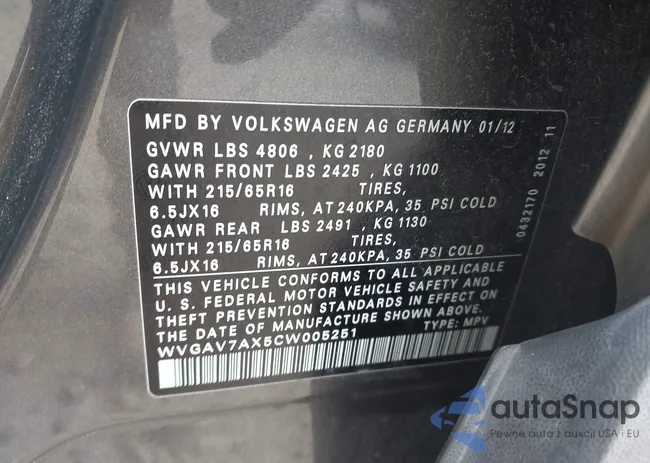 MFD BY VOLKSWAGEN AG GERMANY 01/12
GVWR LBS 4806 , KG 2180
GAWR FRONT LBS 2425 , KG 1100
WITH 215/65R16 TIRES,
6.5JX16 RIMS, AT 240KPA, 35 PSI COLD
GAWR REAR LBS 2491 , KG 1130
WITH 215/65R16 TIRES,
6.5JX16 RIMS, AT 240KPA, 35 PSI COLD
THIS VEHICLE CONFORMS TO ALL APPLICABLE
U. S. FEDERAL MOTOR VEHICLE SAFETY AND
THEFT PREVENTION STANDARDS IN EFFECT ON
THE DATE OF MANUFACTURE SHOWN ABOVE.
WVGAV7AX5CW005251 TYPE: MPV
0432170 2012 11
autaSnap
Pewne auta z aukcji USA i EU